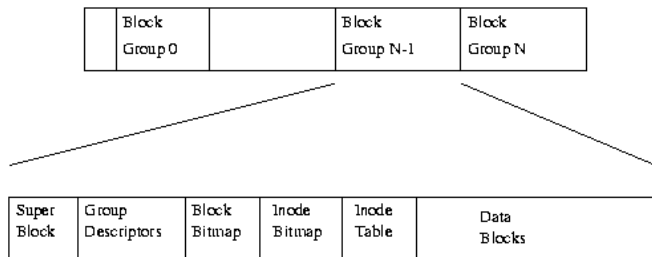 Block Block Block
Group 0 Group N-1 Group N
Super Group Block Inode Inode Data
Block Descriptors Bitmap Bitmap Table Blocks